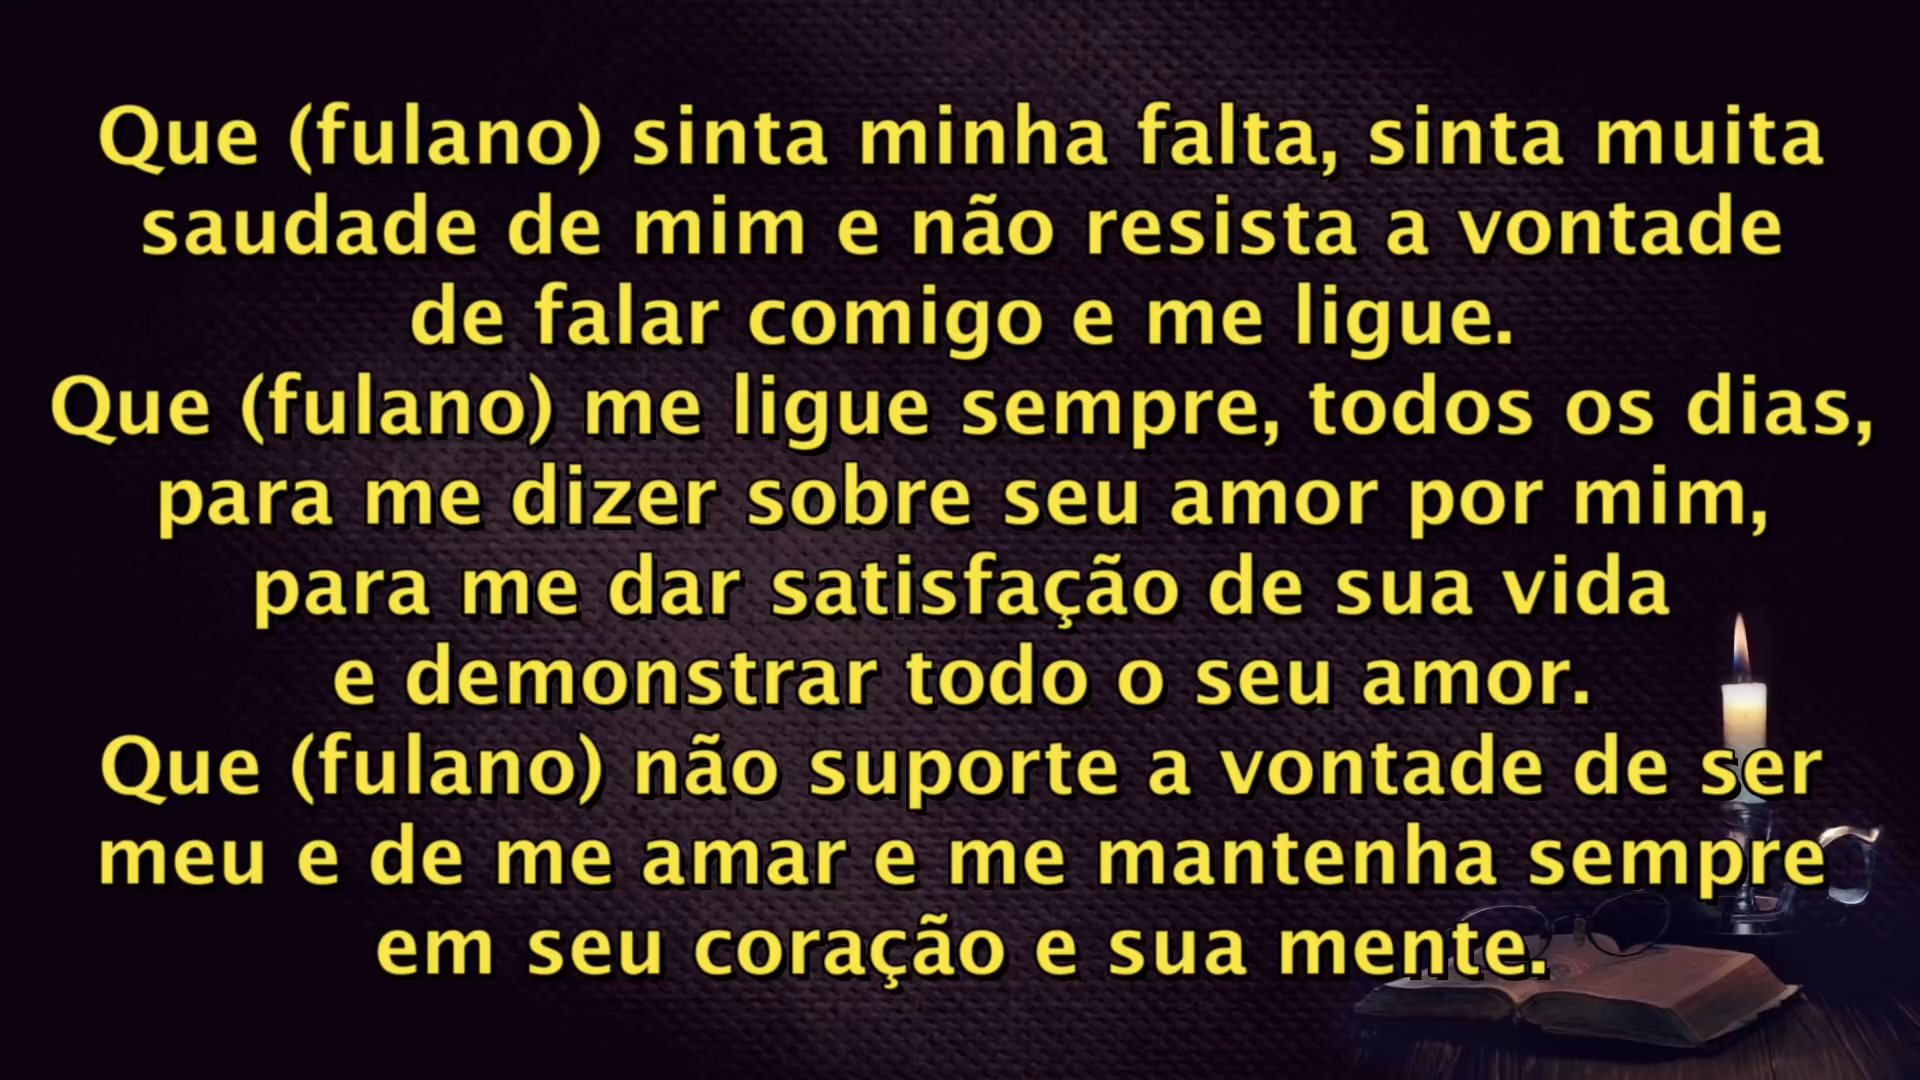 Que (fulano) sinta minha falta, sinta muita
saudade de mim e não resista a vontade
de falar comigo e me ligue.
Que (fulano) me ligue sempre, todos os dias,
para me dizer sobre seu amor por mim,
para me dar satisfação de sua vida
e demonstrar todo o seu amor.
Que (fulano) não suporte a vontade de ser
meu e de me amar e me mantenha sempre
em seu coração e sua mente.